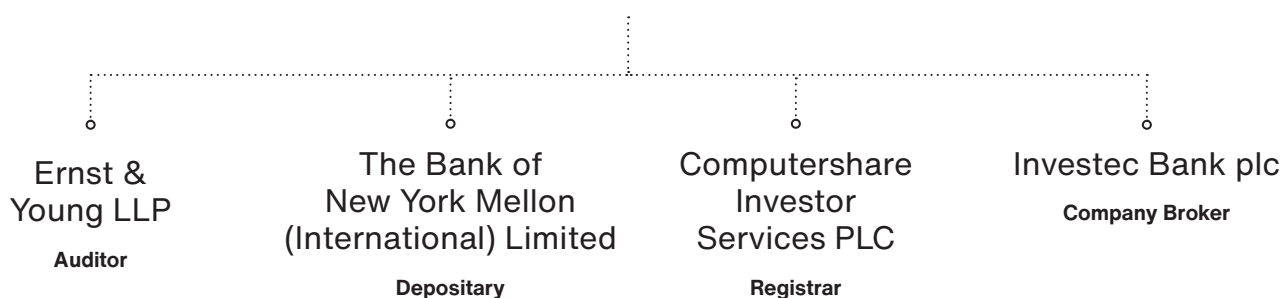 Ernst &
Young LLP
Auditor
The Bank of
New York Mellon
(International) Limited
Depositary
Computershare
Investor
Services PLC
Registrar
Investec Bank plc
Company Broker